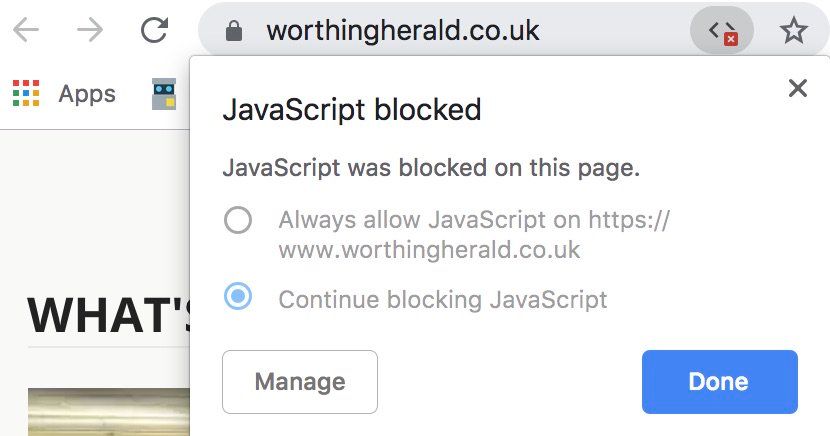 worthingherald.co.uk
Apps
JavaScript blocked
JavaScript was blocked on this page.
Always allow JavaScript on https://
www.worthingherald.co.uk
Continue blocking JavaScript
WHAT'S
Manage
Done